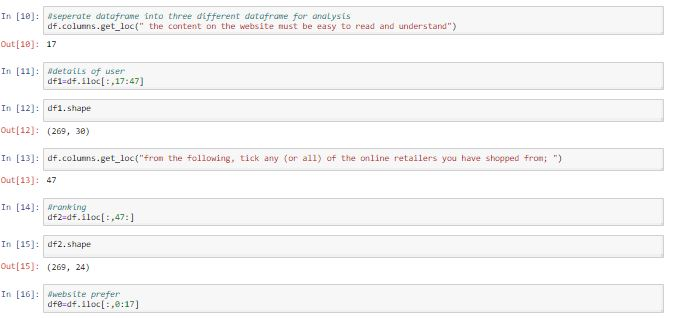 In [10]: #seperate dataframe into three different dataframe for analysis
df.columns.get_loc(" the content on the website must be easy to read and understand")
Out[10]: 17
In [11]: #details of user
df1=df.iloc[:,17:47]
In [12]: df1.shape
Out[12]: (269, 30)
In [13]: df.columns.get_loc("from the following, tick any (or all) of the online retailers you have shopped from; ")
Out[13]: 47
In [14]: #ranking
df2=df.iloc[:,47:]
In [15]: df2.shape
Out[15]: (269, 24)
In [16]: #website prefer
df0=df.iloc[:,0:17]